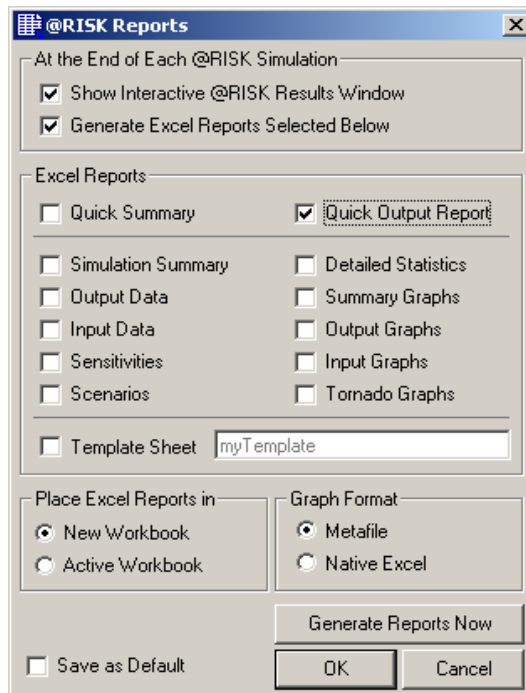 @RISK Reports
At the End of Each @RISK Simulation
Show Interactive @RISK Results Window
Generate Excel Reports Selected Below
Excel Reports
Quick Summary
Quick Output Report
Simulation Summary
Detailed Statistics
Output Data
Summary Graphs
Input Data
Output Graphs
Sensitivities
Input Graphs
Scenarios
Tornado Graphs
Template Sheet
myTemplate
Place Excel Reports in
Graph Format
New Workbook
Metafile
Active Workbook
Native Excel
Generate Reports Now
Save as Default
OK
Cancel